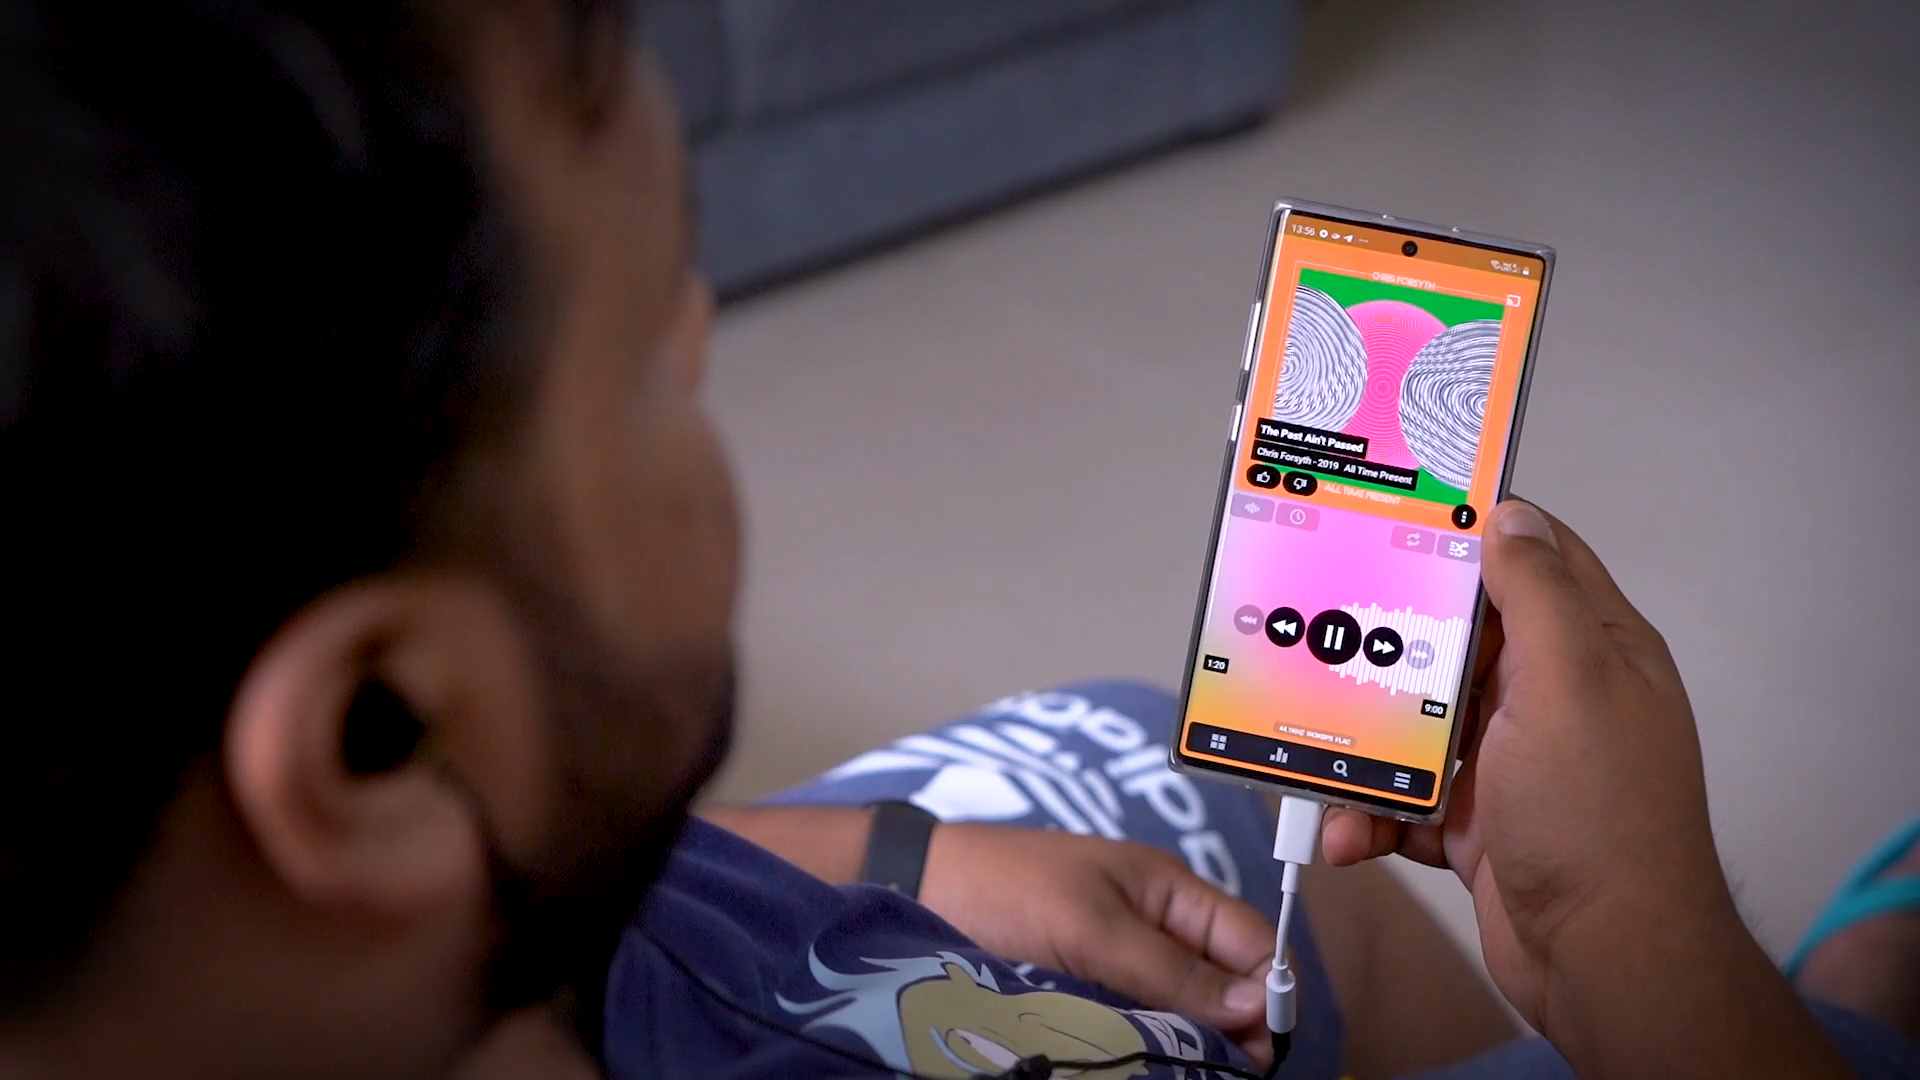 13:56
CHRIS FORSYTH
The Past Ain't Passed
Chris Forsyth - 2019 All Time Present
ALL TIME PRESENT
1:20
9:00
adidas